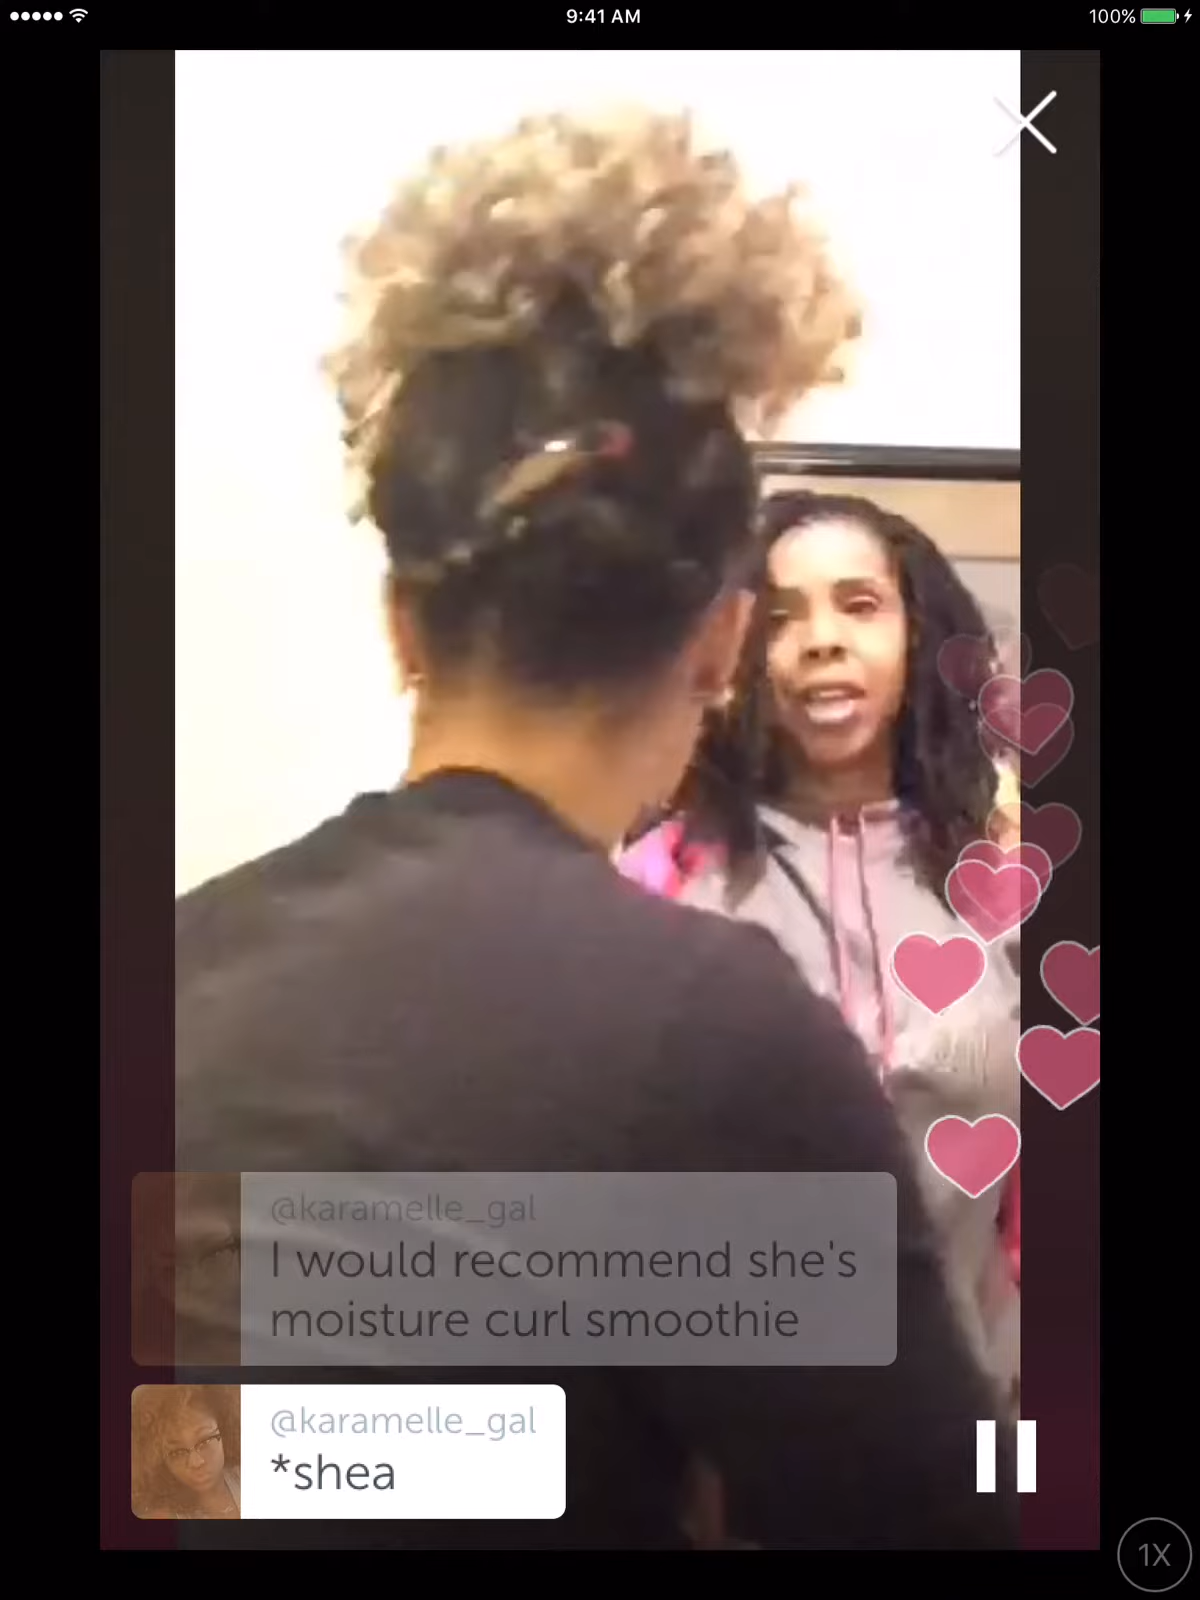 9:41 AM
100%
@karamelle_gal
I would recommend she's
moisture curl smoothie
@karamelle_gal
*shea
1X